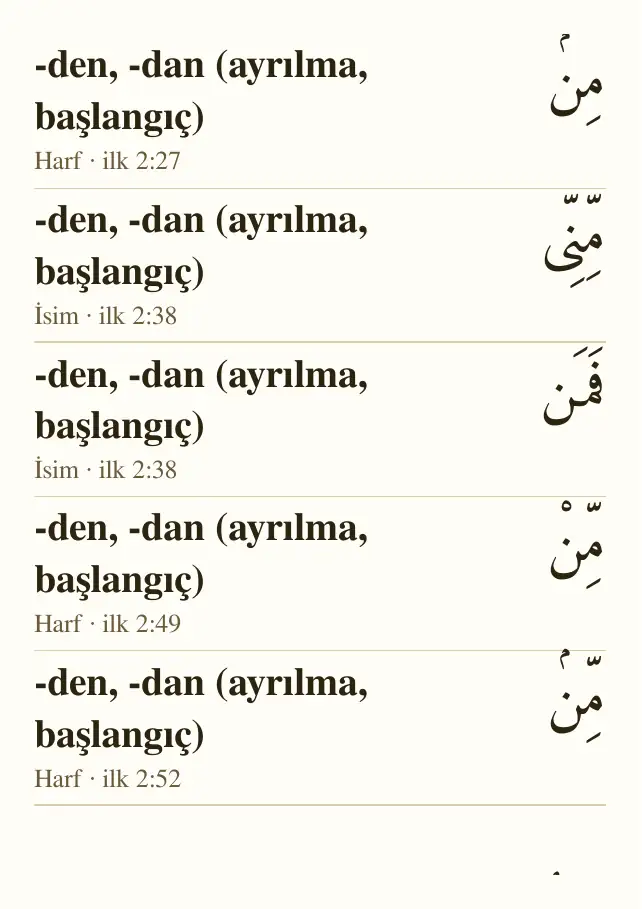 -den, -dan (ayrılma, مِنۢ
başlangıç)
Harf · ilk 2:27
-den, -dan (ayrılma, مِّنِّى
başlangıç)
İsim · ilk 2:38
-den, -dan (ayrılma, فَمَن
başlangıç)
İsim · ilk 2:38
-den, -dan (ayrılma, مِّنْ
başlangıç)
Harf · ilk 2:49
-den, -dan (ayrılma, مِّنۢ
başlangıç)
Harf · ilk 2:52